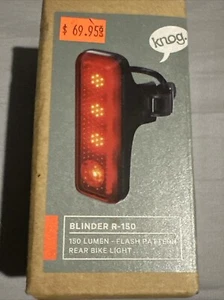 $ 69.95
knog.
BLINDER R-150
150 LUMEN - FLASH PATTERN
REAR BIKE LIGHT